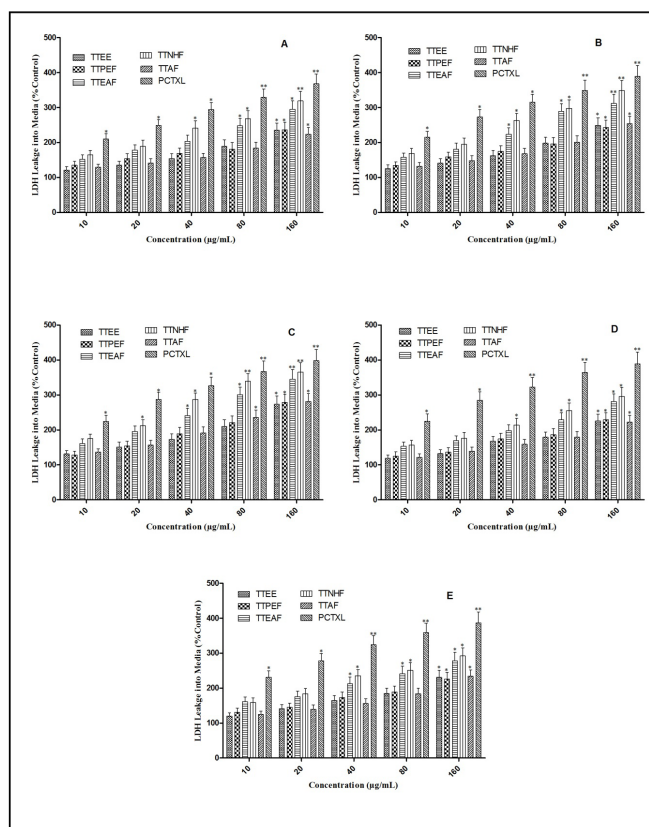 A
LDH Leakge into Media (%Control)
500
400
300
200
100
0
TTEE
TTPEF
TTEAF
TTNHF
TTAF
PCTXL
10
20
40
80
160
Concentration (µg/mL)
B
LDH Leakge into Media (%Control)
500
400
300
200
100
0
TTEE
TTPEF
TTEAF
TTNHF
TTAF
PCTXL
10
20
40
80
160
Concentration (µg/mL)
C
LDH Leakge into Media (%Control)
500
400
300
200
100
0
TTEE
TTPEF
TTEAF
TTNHF
TTAF
PCTXL
10
20
40
80
160
Concentration (µg/mL)
D
LDH Leakge into Media (%Control)
500
400
300
200
100
0
TTEE
TTPEF
TTEAF
TTNHF
TTAF
PCTXL
10
20
40
80
160
Concentration (µg/mL)
E
LDH Leakge into Media (%Control)
500
400
300
200
100
0
TTEE
TTPEF
TTEAF
TTNHF
TTAF
PCTXL
10
20
40
80
160
Concentration (µg/mL)